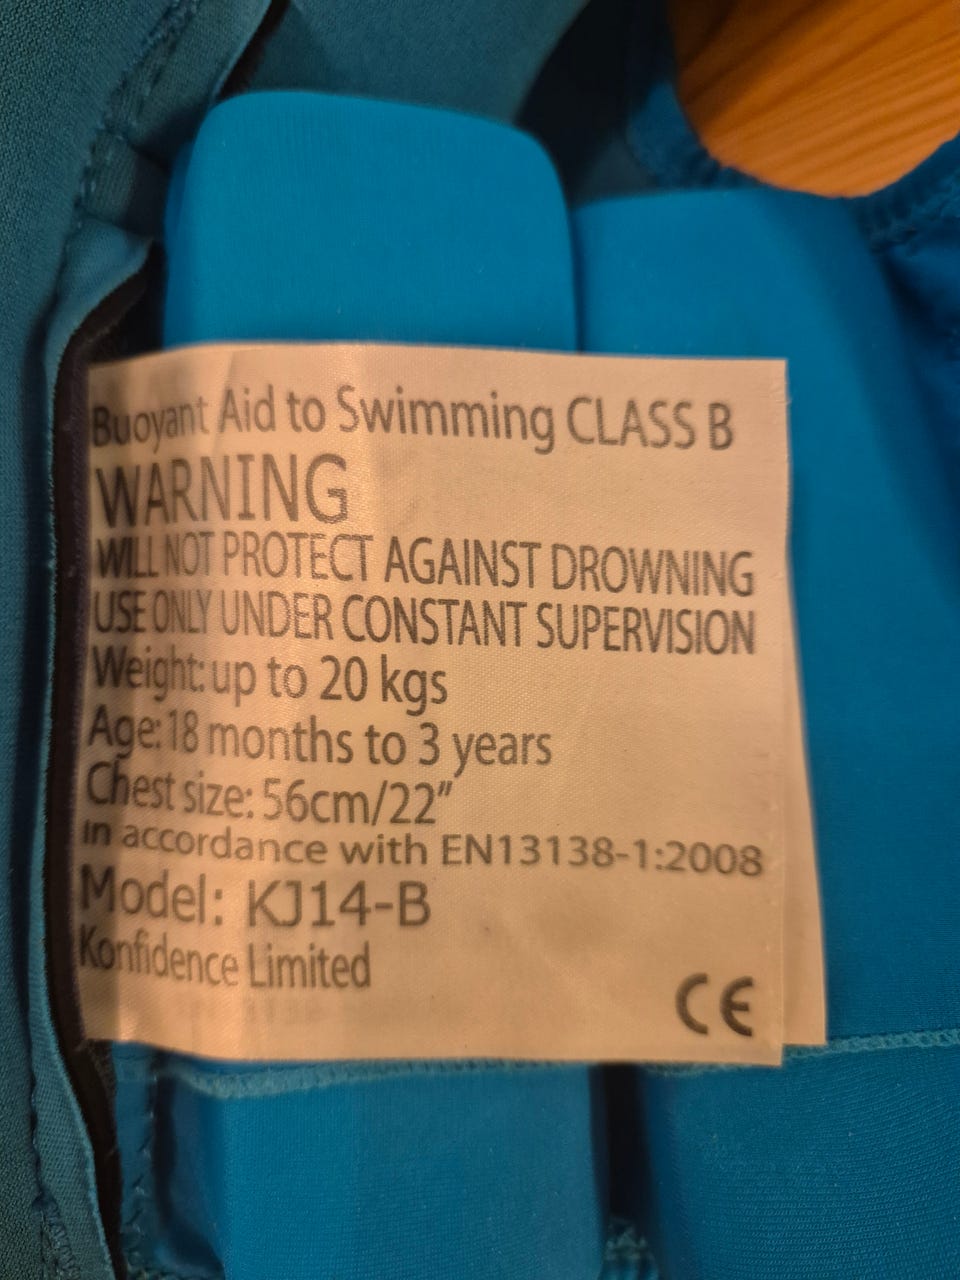 Buoyant Aid to Swimming CLASS B
WARNING
WILL NOT PROTECT AGAINST DROWNING
USE ONLY UNDER CONSTANT SUPERVISION
Weight: up to 20 kgs
Age: 18 months to 3 years
Chest size: 56cm/22"
in accordance with EN13138-1:2008
Model: KJ14-B
Konfidence Limited
CE